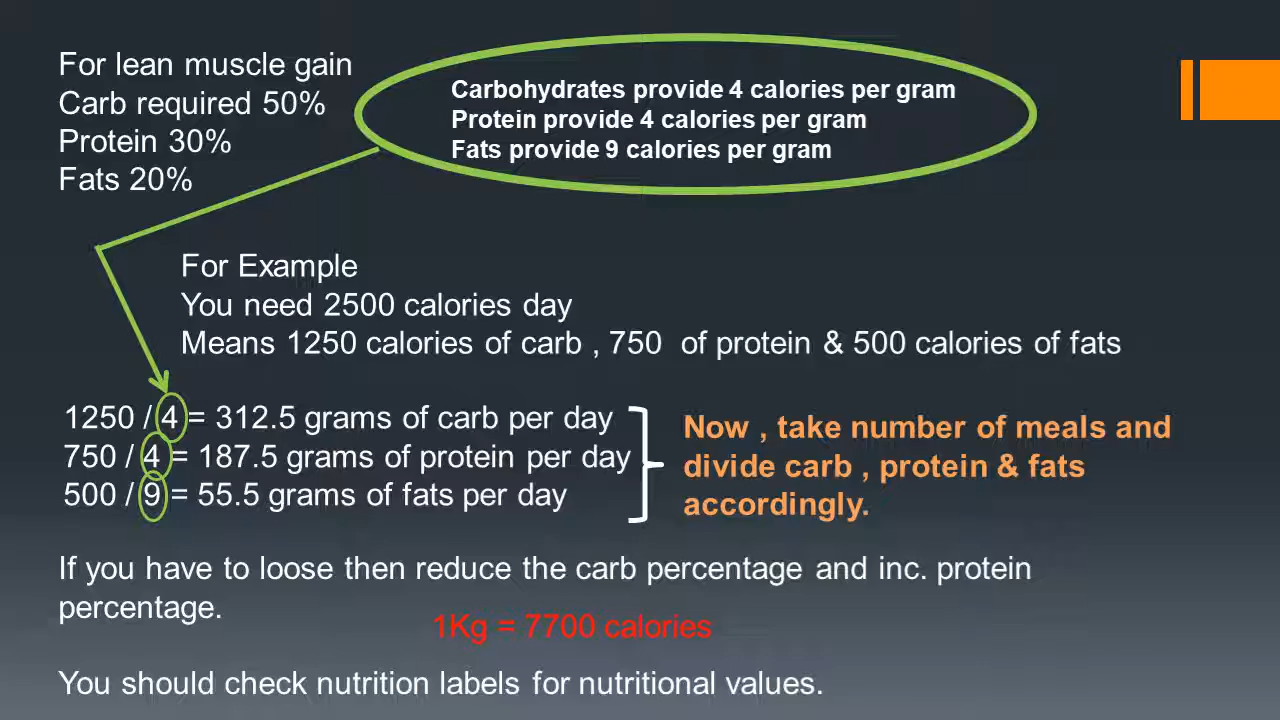 For lean muscle gain
Carb required 50%
Protein 30%
Fats 20%
Carbohydrates provide 4 calories per gram
Protein provide 4 calories per gram
Fats provide 9 calories per gram
For Example
You need 2500 calories day
Means 1250 calories of carb , 750  of protein & 500 calories of fats
1250 / 4 = 312.5 grams of carb per day
750 / 4 = 187.5 grams of protein per day
500 / 9 = 55.5 grams of fats per day
Now , take number of meals and
divide carb , protein & fats
accordingly.
If you have to loose then reduce the carb percentage and inc. protein
percentage.
1Kg = 7700 calories
You should check nutrition labels for nutritional values.